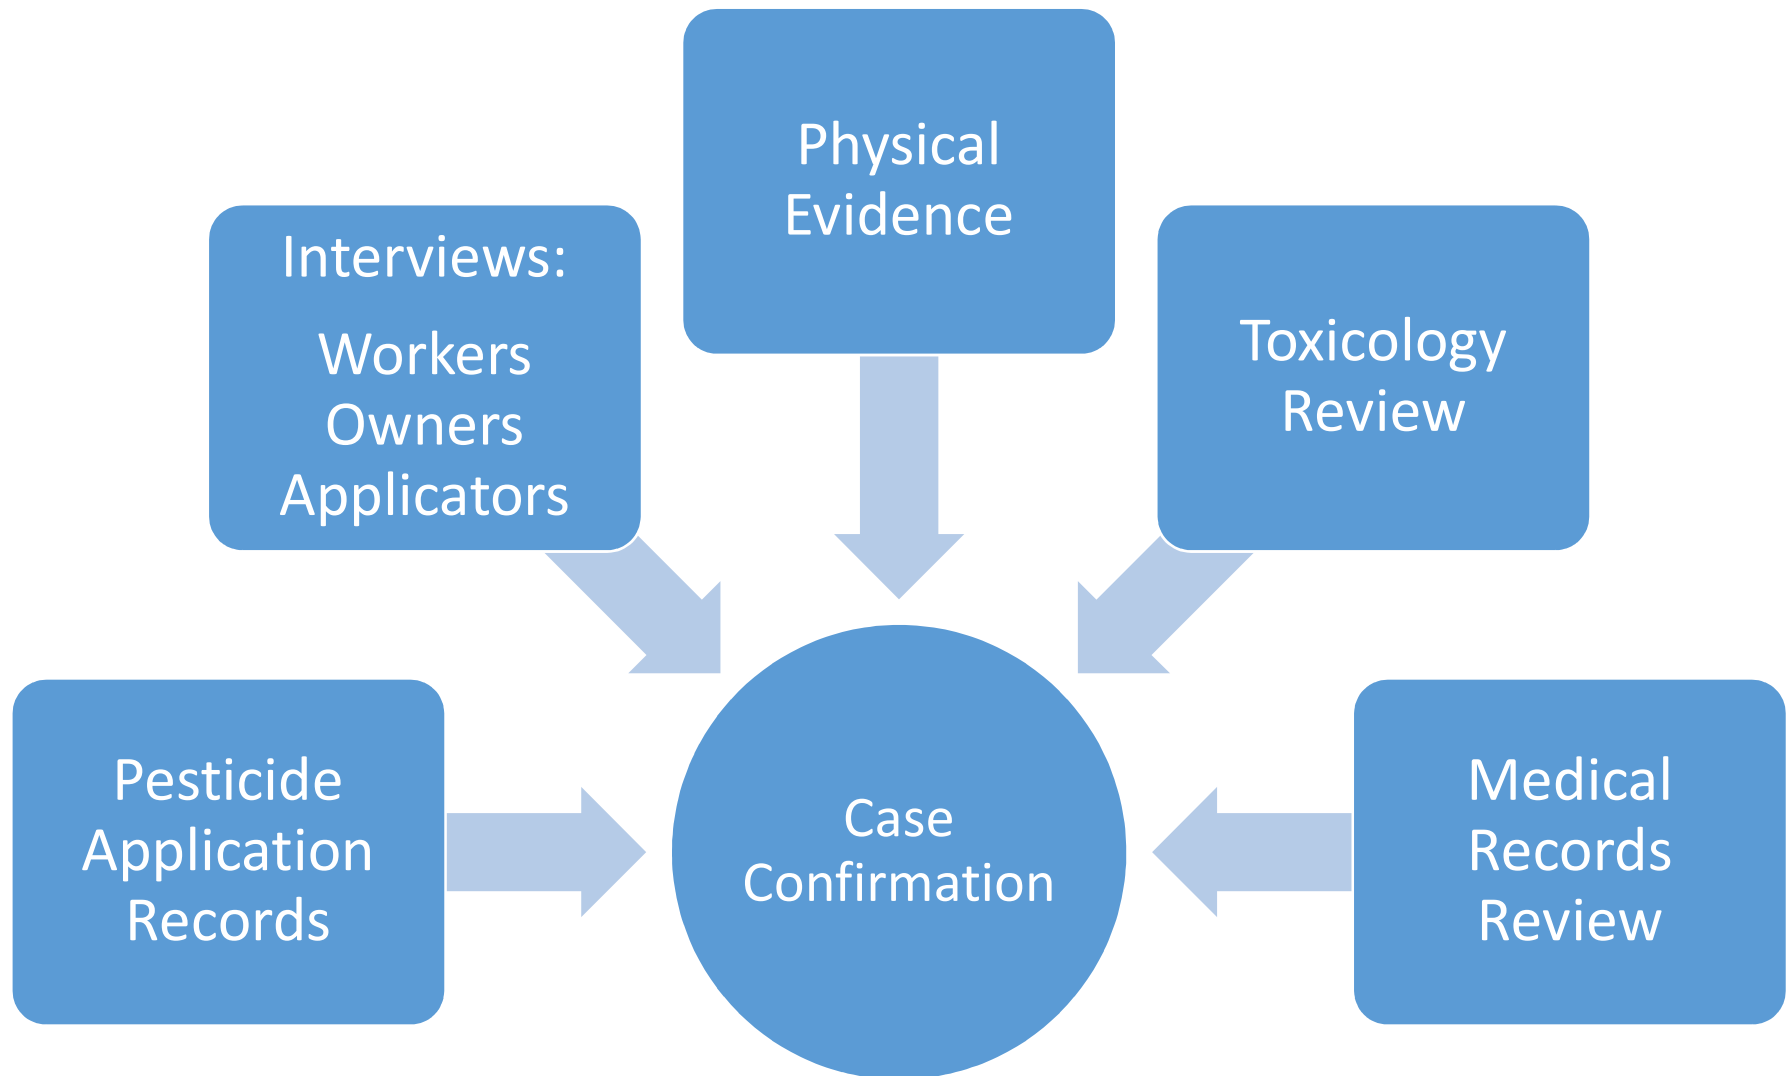 Physical
Evidence
Interviews:
Workers
Owners
Applicators
Toxicology
Review
Pesticide
Application
Records
Case
Confirmation
Medical
Records
Review